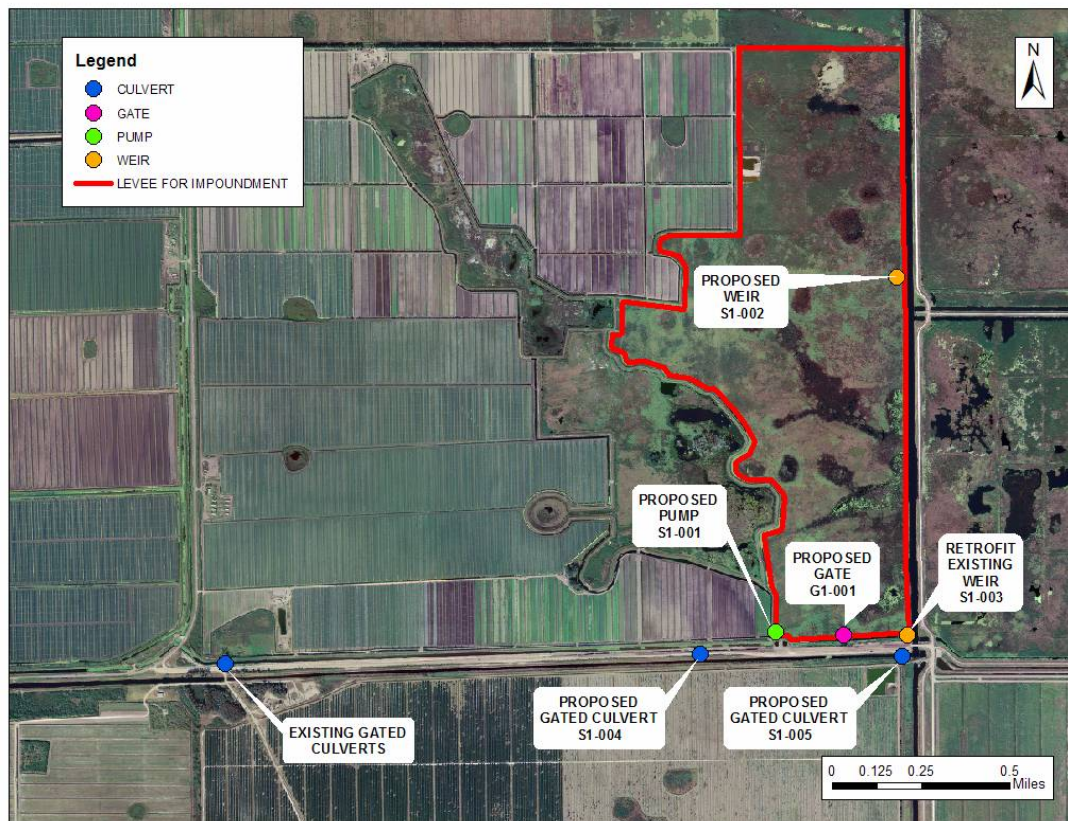 Legend
CULVERT
GATE
PUMP
WEIR
LEVEE FOR IMPOUNDMENT
N
PROPOSED
WEIR
S1-002
PROPOSED
PUMP
S1-001
PROPOSED
GATE
G1-001
RETROFIT
EXISTING
WEIR
S1-003
EXISTING GATED
CULVERTS
PROPOSED
GATED CULVERT
S1-004
PROPOSED
GATED CULVERT
S1-005
0 0.125 0.25 0.5
Miles